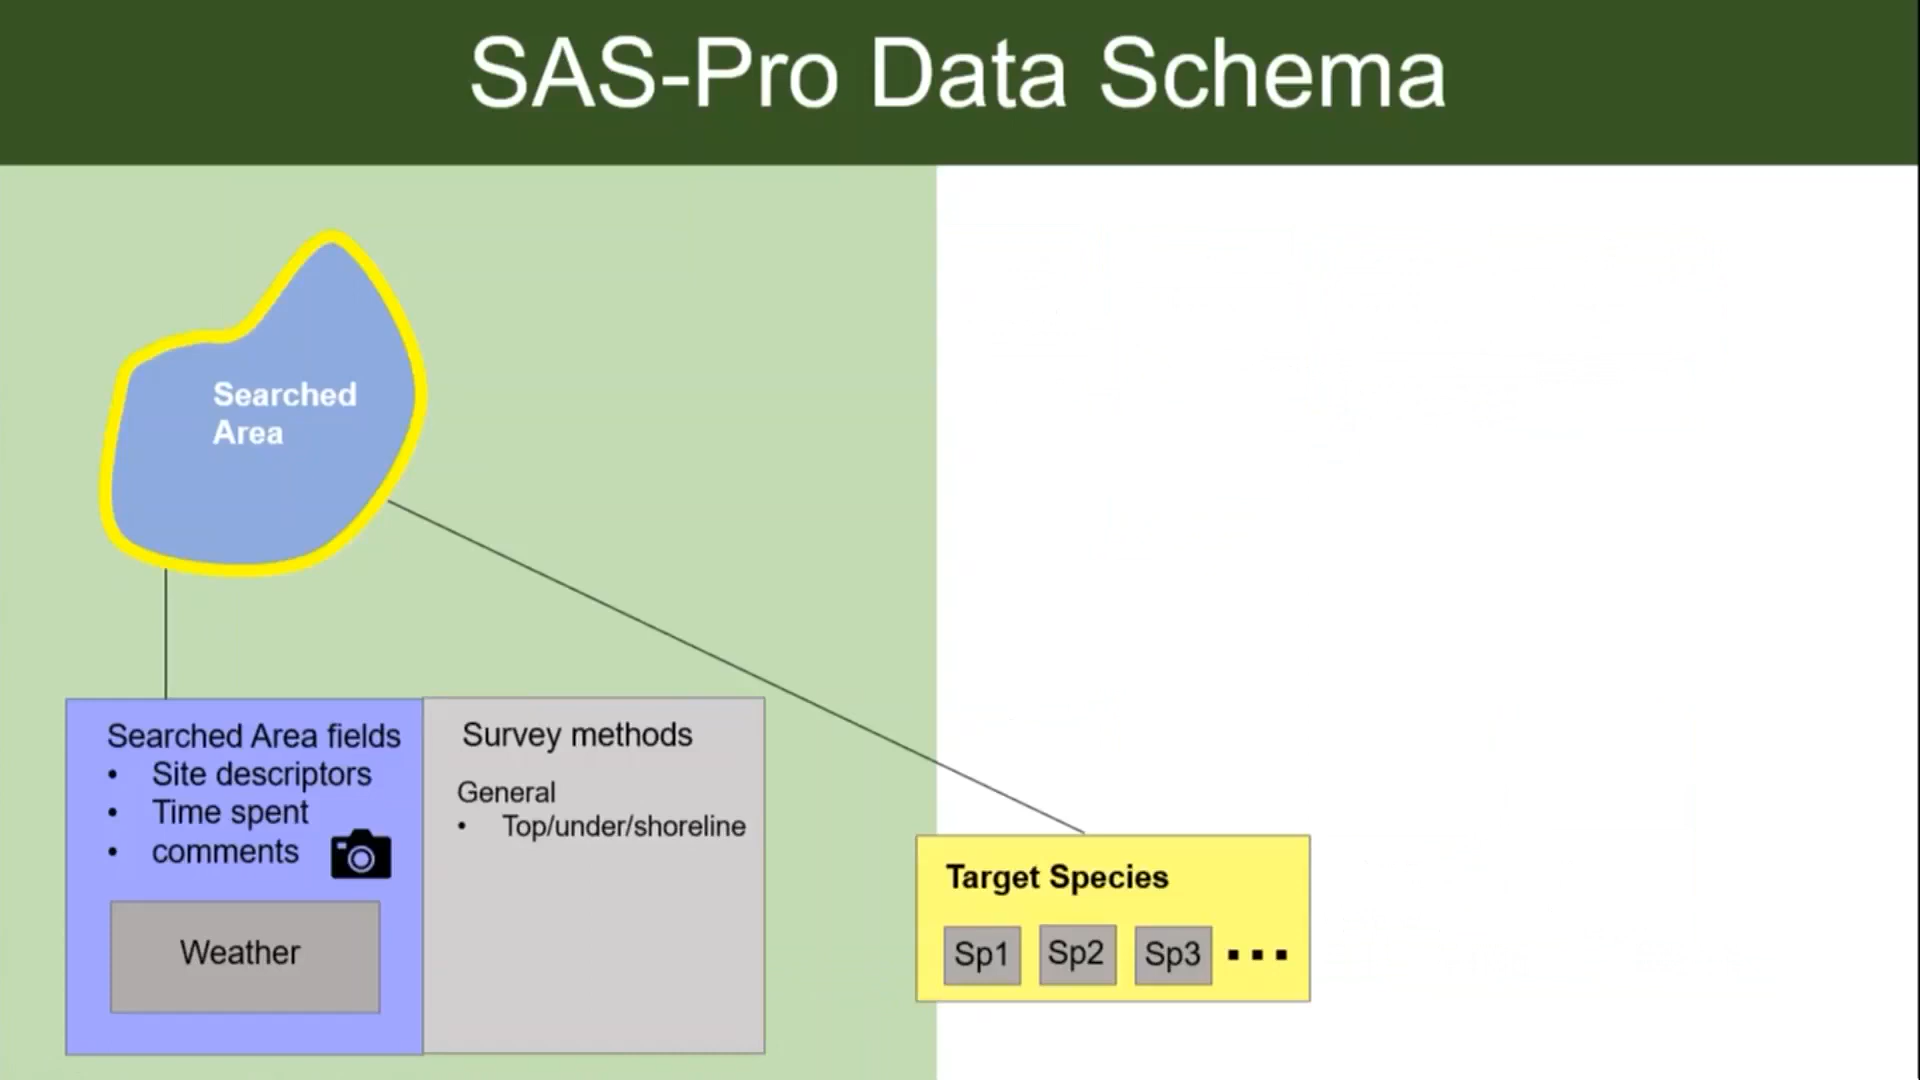 SAS-Pro Data Schema
Searched
Area
Searched Area fields
• Site descriptors
• Time spent
• comments
Weather
Survey methods
General
• Top/under/shoreline
Target Species
Sp1 Sp2 Sp3 ...